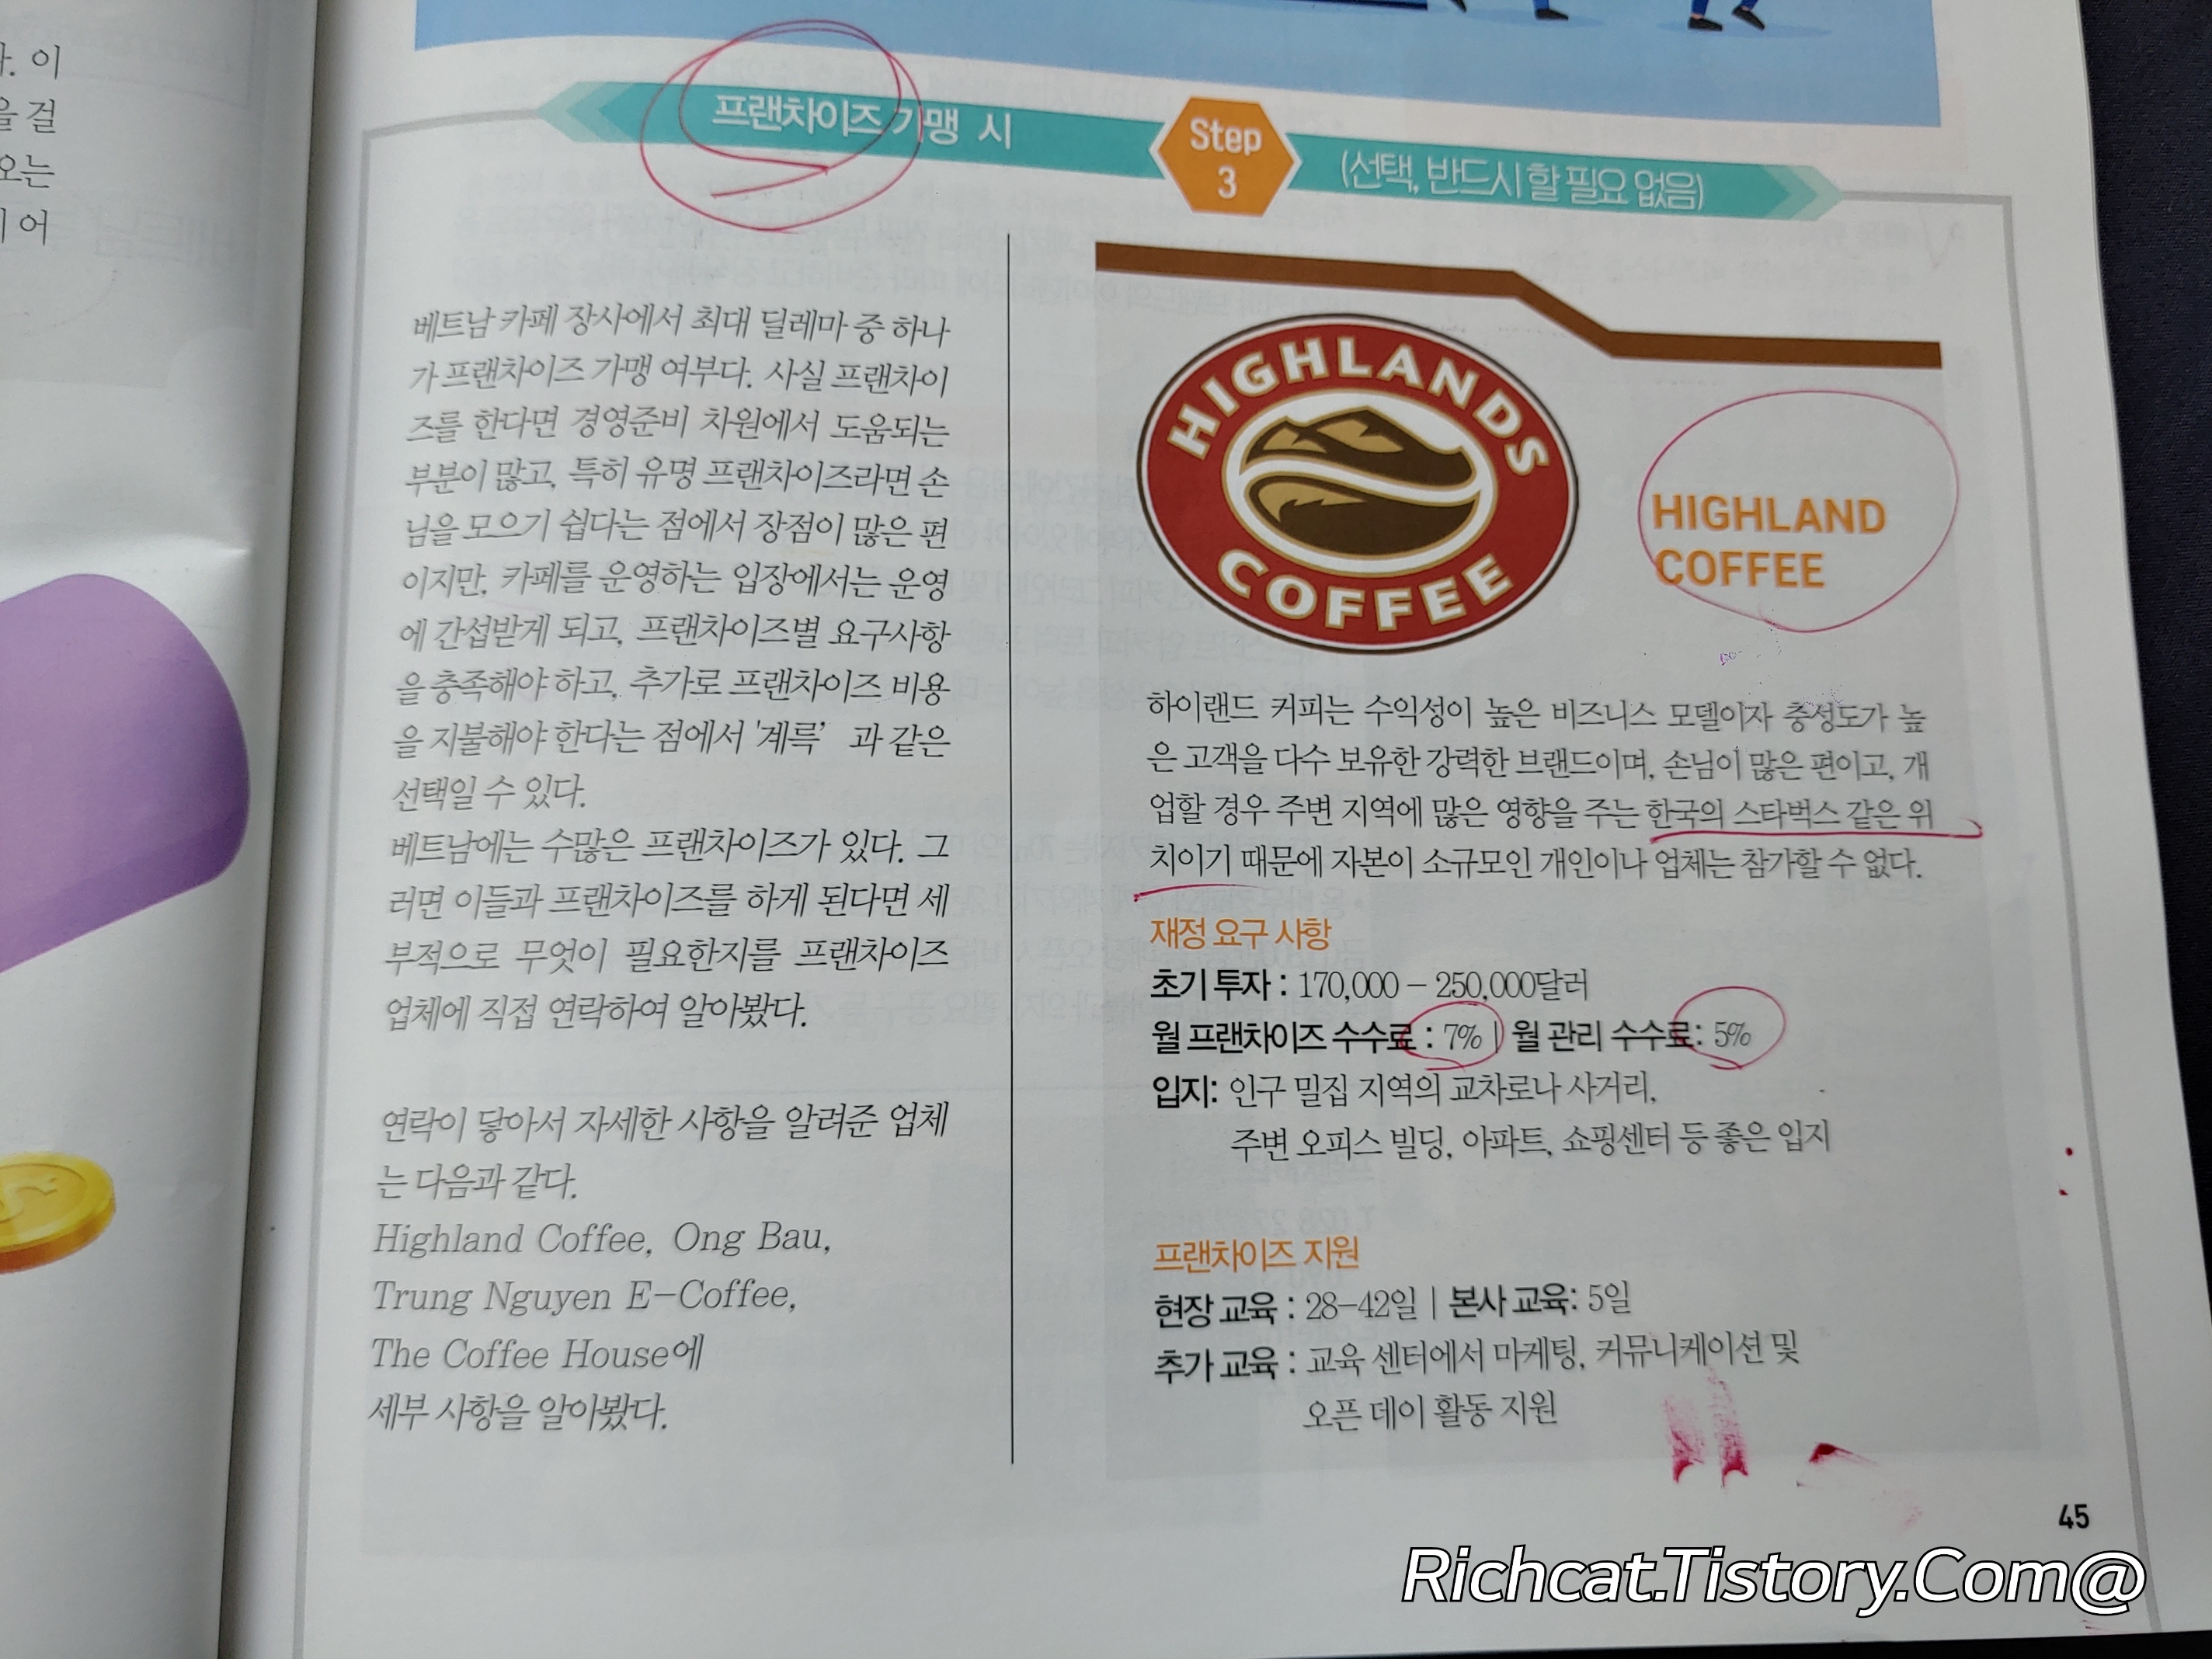 이
걸
오는
어
프랜차이즈 가맹 시
Step
3
(선택, 반드시 할 필요 없음)
베트남 카페 장사에서 최대 딜레마 중 하나
가 프랜차이즈 가맹 여부다. 사실 프랜차이
즈를 한다면 경영준비 차원에서 도움되는
부분이 많고, 특히 유명 프랜차이즈라면 손
님을 모으기 쉽다는 점에서 장점이 많은 편
이지만, 카페를 운영하는 입장에서는 운영
에 간섭받게 되고, 프랜차이즈별 요구사항
을 충족해야 하고, 추가로 프랜차이즈 비용
을 지불해야 한다는 점에서 '계륵’ 과 같은
선택일 수 있다.
베트남에는 수많은 프랜차이즈가 있다. 그
러면 이들과 프랜차이즈를 하게 된다면 세
부적으로 무엇이 필요한지를 프랜차이즈
업체에 직접 연락하여 알아봤다.
연락이 닿아서 자세한 사항을 알려준 업체
는 다음과 같다.
Highland Coffee, Ong Bau,
Trung Nguyen E-Coffee,
The Coffee House에
세부 사항을 알아봤다.
HIGHLANDS
COFFEE
HIGHLAND
COFFEE
하이랜드 커피는 수익성이 높은 비즈니스 모델이자 충성도가 높
은 고객을 다수 보유한 강력한 브랜드이며, 손님이 많은 편이고, 개
업할 경우 주변 지역에 많은 영향을 주는 한국의 스타벅스 같은 위
치이기 때문에 자본이 소규모인 개인이나 업체는 참가할 수 없다.
재정 요구 사항
초기 투자 : 170,000 - 250,000달러
월 프랜차이즈 수수료 : 7% | 월 관리 수수료: 5%
입지: 인구 밀집 지역의 교차로나 사거리,
주변 오피스 빌딩, 아파트, 쇼핑센터 등 좋은 입지
프랜차이즈 지원
현장 교육 : 28-42일 | 본사 교육: 5일
추가 교육 : 교육 센터에서 마케팅, 커뮤니케이션 및
오픈 데이 활동 지원
45
Richcat.Tistory.Com@